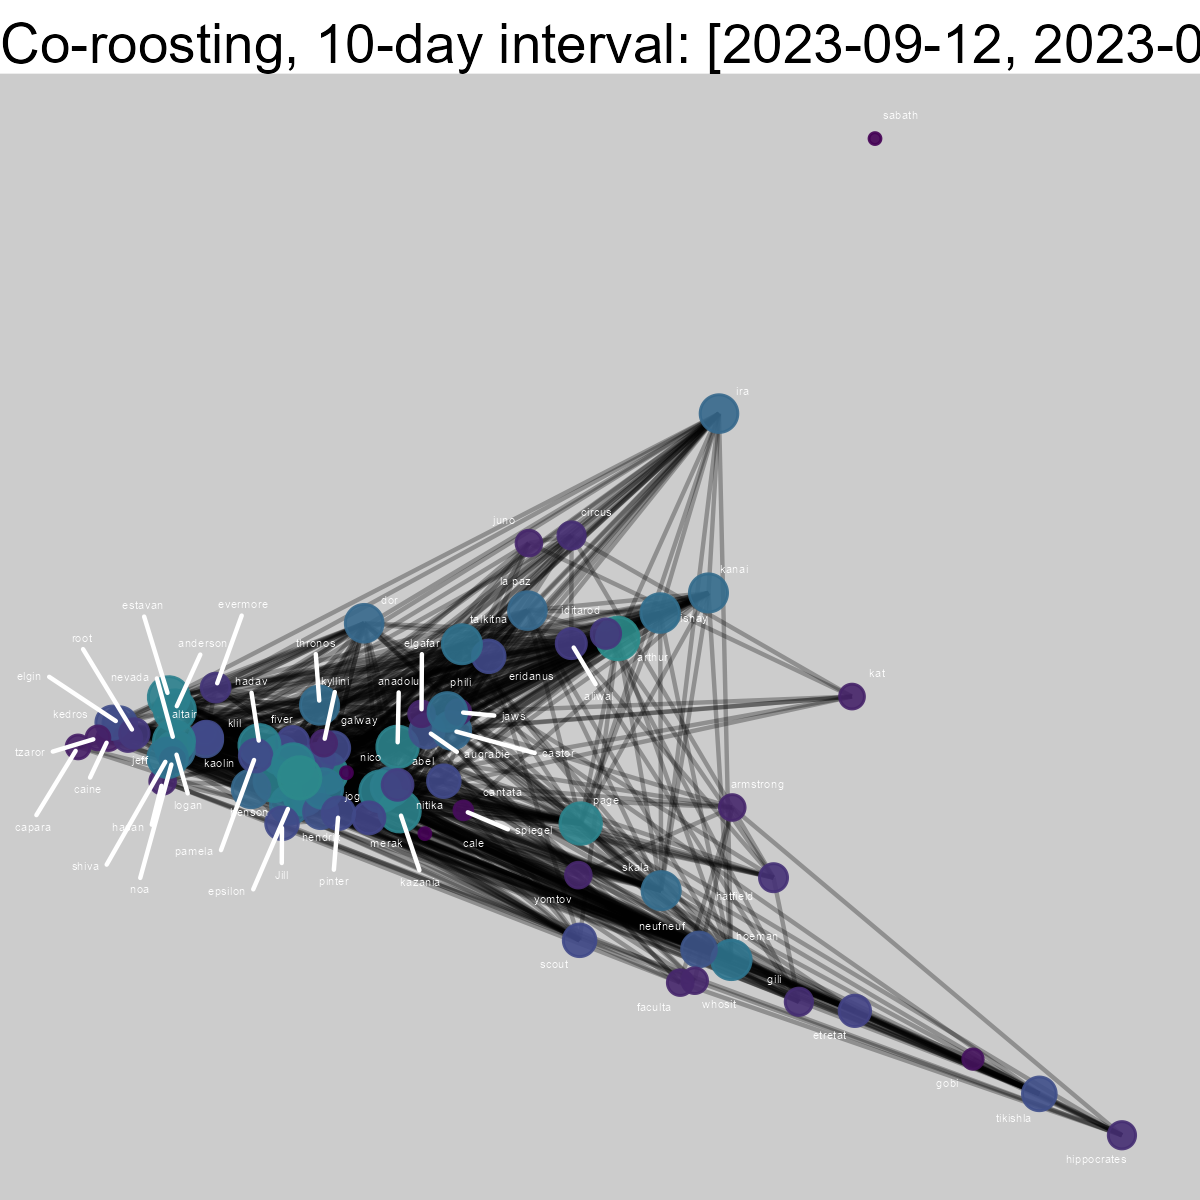 Co-roosting, 10-day interval: [2023-09-12, 2023-0
sabath
ira
juno
circus
la paz
kanai
estavan
evermore
dor
talkitna
iditarod
ishay
root
anderson
thronos
elgafar
arthur
elgin
nevada
hadav
kyllini
anadolu
phili
eridanus
aliwal
kat
kedros
altair
klil
fiver
galway
jaws
tzaror
jeff
kaolin
nico
abel
augrabie
castor
caine
logan
jog
nitika
cantata
page
armstrong
capara
harran
henson
hendrix
merak
cale
spiegel
shiva
pamela
Jill
pinter
kazania
skala
hatfield
noa
epsilon
yomtov
neufneuf
hoeman
scout
gili
faculta
whosit
etretat
gobi
tikishla
hippocrates